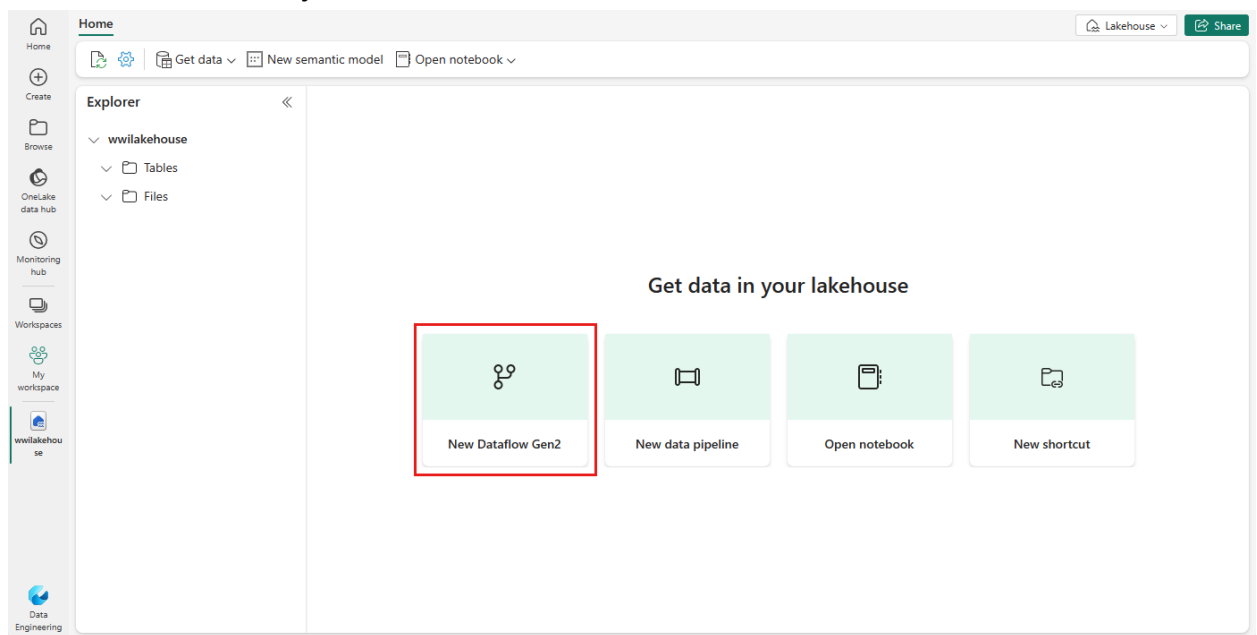 Home
Home
Lakehouse
Share
Get data
New semantic model
Open notebook
Create
Browse
OneLake
data hub
Monitoring
hub
Workspaces
My
workspace
wwilakehou
se
Data
Engineering
Explorer
wwilakehouse
Tables
Files
Get data in your lakehouse
New Dataflow Gen2
New data pipeline
Open notebook
New shortcut